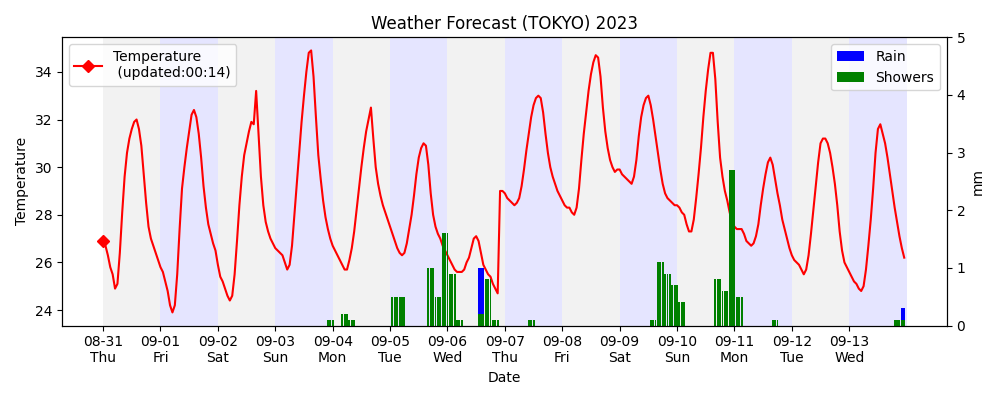 Weather Forecast (TOKYO) 2023
Temperature
(updated:00:14)
Rain
Showers
Temperature
34
32
30
28
26
24
5
4
3
2
1
0
mm
08-31 09-01 09-02 09-03 09-04 09-05 09-06 09-07 09-08 09-09 09-10 09-11 09-12 09-13
Thu Fri Sat Sun Mon Tue Wed Thu Fri Sat Sun Mon Tue Wed
Date